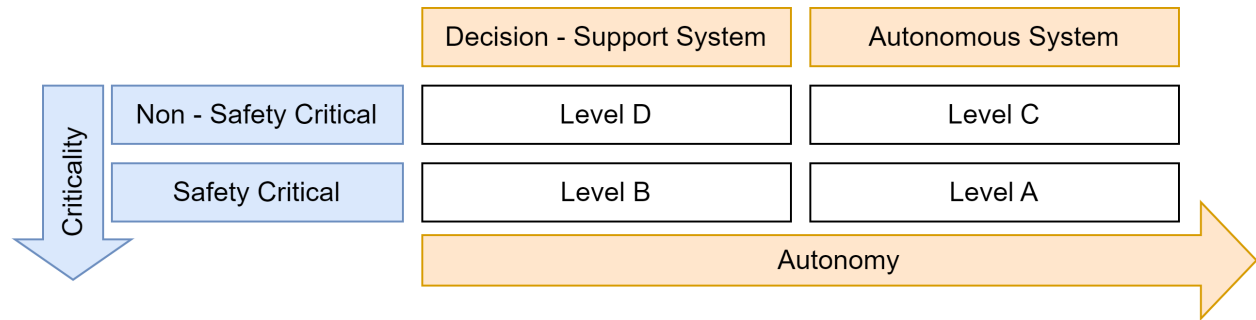 Decision - Support System
Autonomous System
Non - Safety Critical
Level D
Level C
Criticality
Safety Critical
Level B
Level A
Autonomy